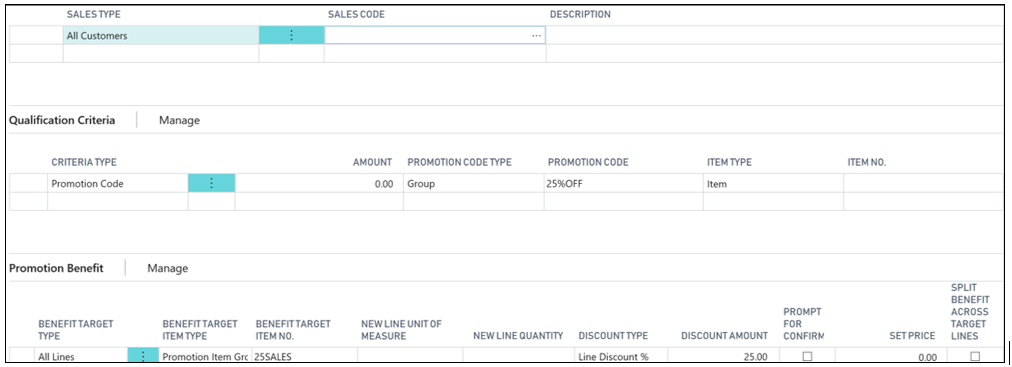 SALES TYPE SALES CODE DESCRIPTION
All Customers
Qualification Criteria Manage
CRITERIA TYPE AMOUNT PROMOTION CODE TYPE PROMOTION CODE ITEM TYPE ITEM NO.
Promotion Code 0.00 Group 25%OFF Item
Promotion Benefit Manage
BENEFIT TARGET TYPE BENEFIT TARGET ITEM TYPE BENEFIT TARGET ITEM NO. NEW LINE UNIT OF MEASURE NEW LINE QUANTITY DISCOUNT TYPE DISCOUNT AMOUNT PROMPT FOR CONFIRM SET PRICE SPLIT BENEFIT ACROSS TARGET LINES
All Lines Promotion Item Grc 25SALES Line Discount % 25.00 0.00